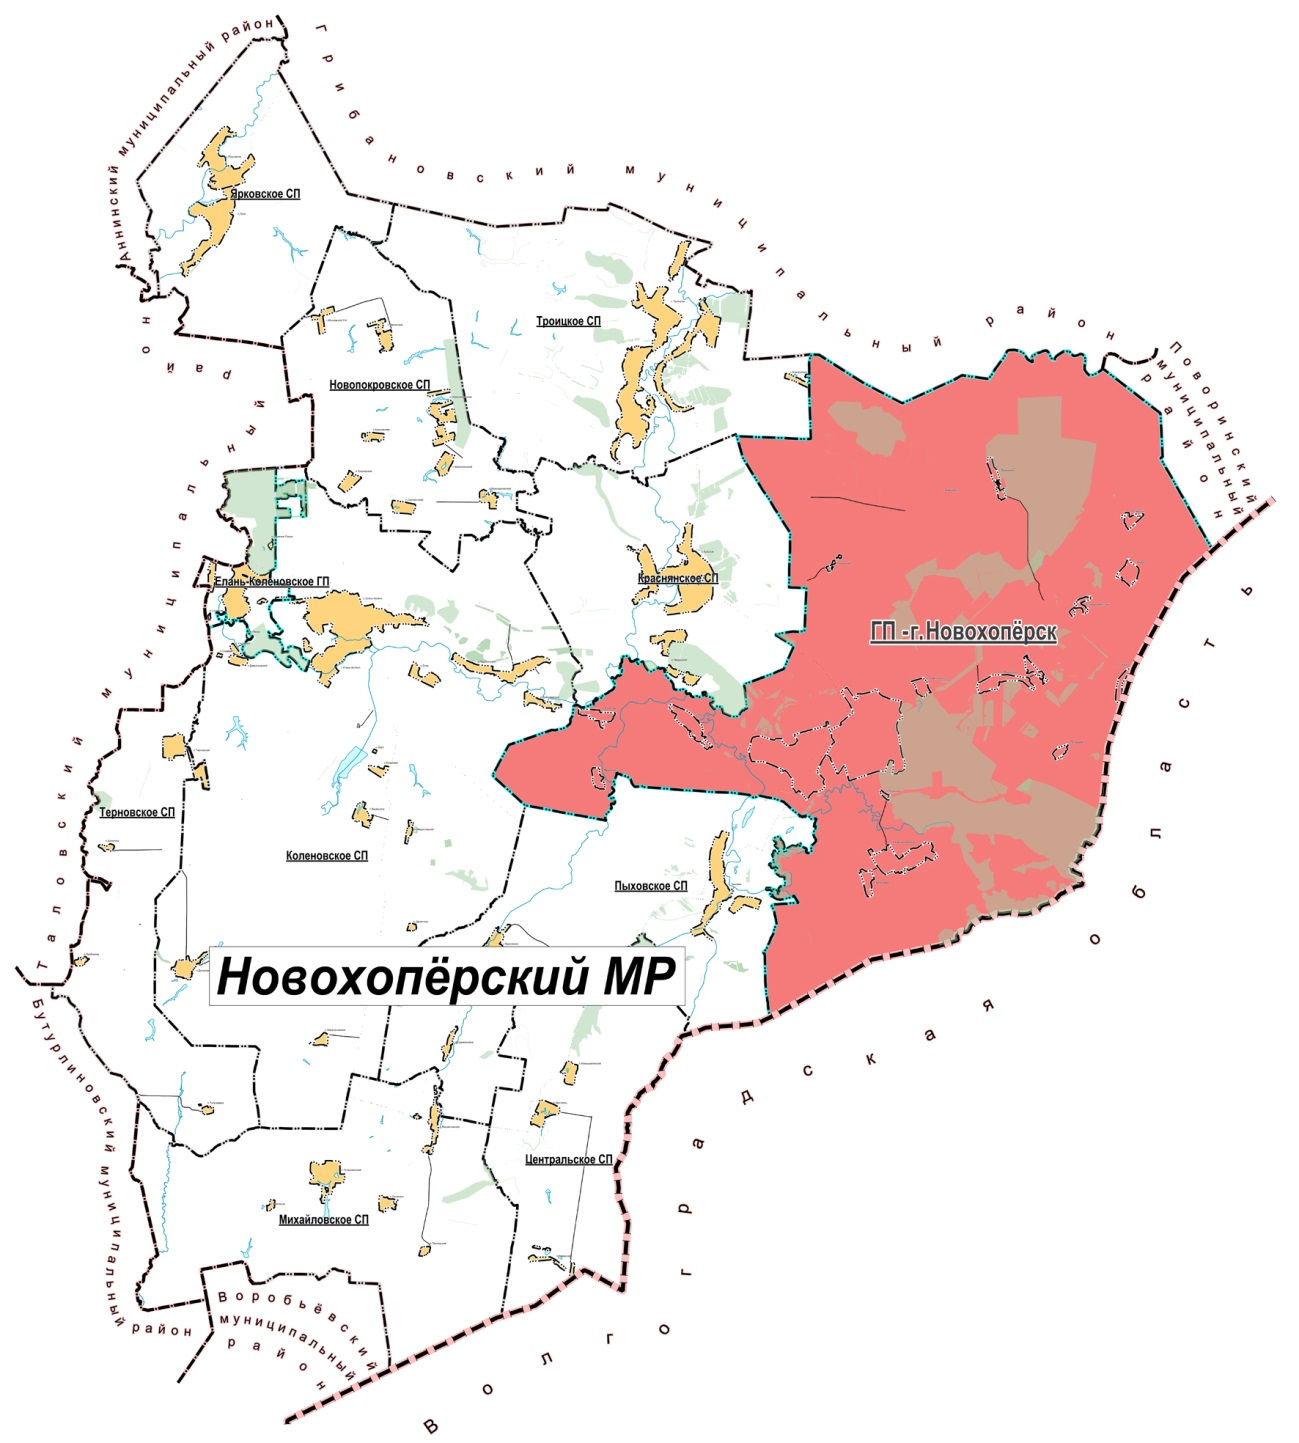 Аннинский муниципальный район
Грибановский муниципальный район
Поворинский
муниципальный
район
Ярковское СП
Троицкое СП
Новопокровское СП
Елань-Коленовское ГП
Краснянское СП
ГП -г.Новохопёрск
Терновское СП
Коленовское СП
Пыховское СП
Новохопёрский МР
Центральское СП
Михайловское СП
Таловский муниципальный район
Бутурлиновский муниципальный район
Воробьёвский
муниципальный
район
Волгоградская область